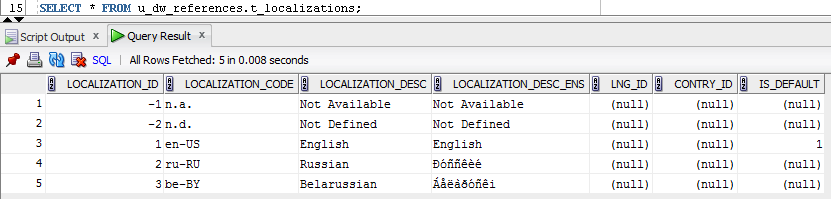 15 SELECT * FROM u_dw_references.t_localizations;
Script Output x Query Result x
SQL | All Rows Fetched: 5 in 0.008 seconds
LOCALIZATION_ID LOCALIZATION_CODE LOCALIZATION_DESC LOCALIZATION_DESC_ENS LNG_ID CONTRY_ID IS_DEFAULT
1 -1 n.a. Not Available Not Available (null) (null) (null)
2 -2 n.d. Not Defined Not Defined (null) (null) (null)
3 1 en-US English English (null) (null) 1
4 2 ru-RU Russian Ðóññêèé (null) (null) (null)
5 3 be-BY Belarussian Áåëàðóñêi (null) (null) (null)